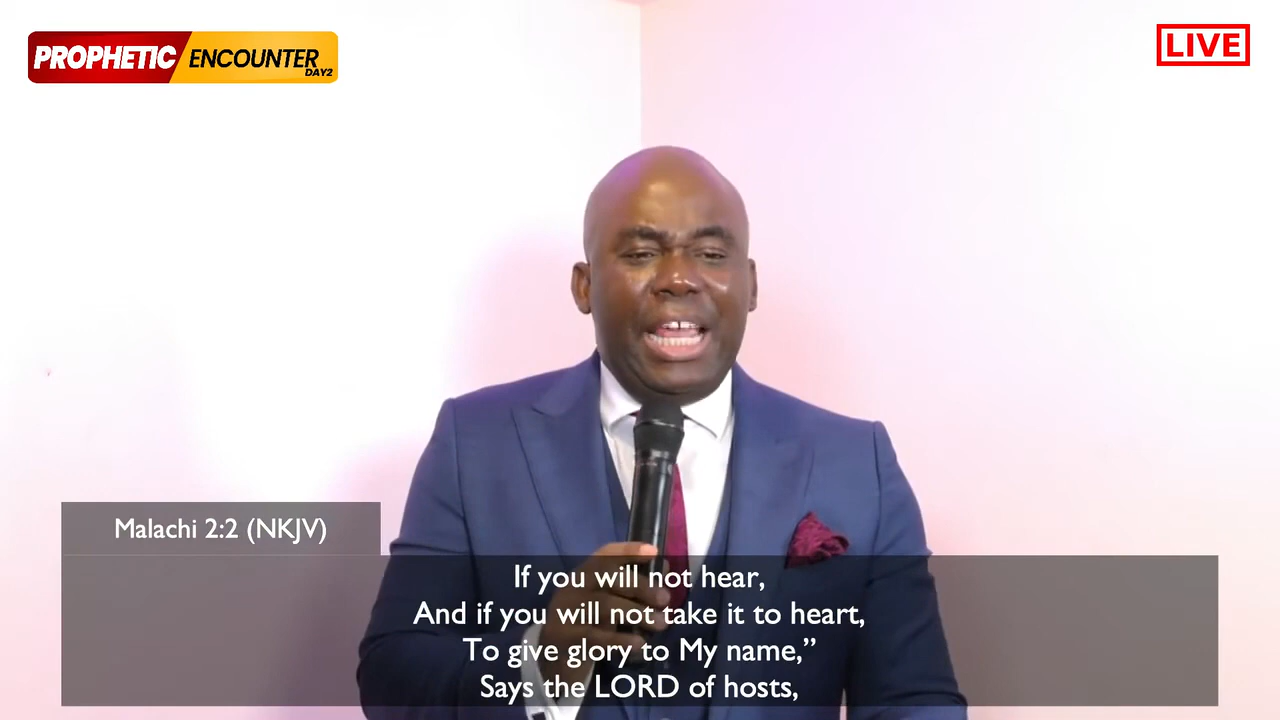 PROPHETIC ENCOUNTER
DAY2
LIVE
Malachi 2:2 (NKJV)
If you will not hear,
And if you will not take it to heart,
To give glory to My name,”
Says the LORD of hosts,